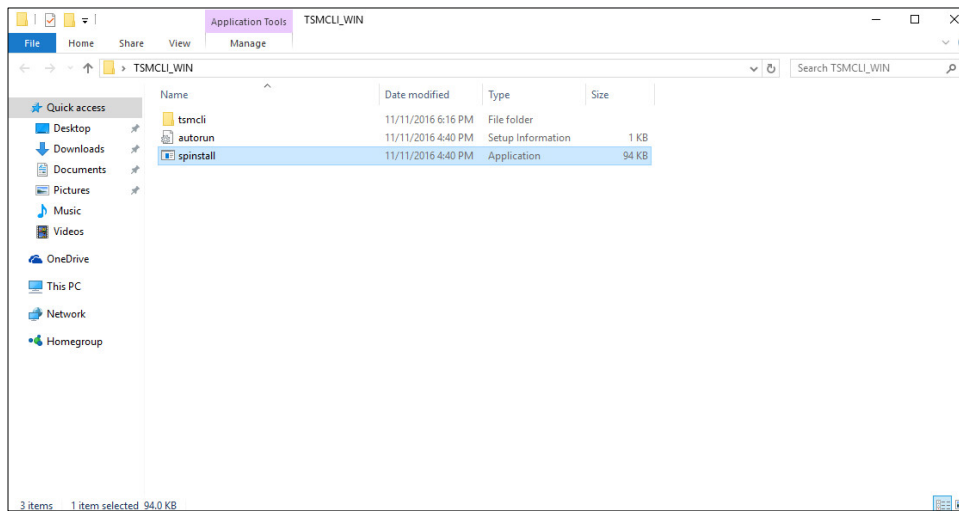 Application Tools TSMCLI_WIN
File Home Share View Manage
TSMCLI_WIN Search TSMCLI_WIN
Name Date modified Type Size
Quick access
Desktop
Downloads
Documents
Pictures
Music
Videos
OneDrive
This PC
Network
Homegroup
tsmcli 11/11/2016 6:16 PM File folder
autorun 11/11/2016 4:40 PM Setup Information 1 KB
spinstall 11/11/2016 4:40 PM Application 94 KB
3 items 1 item selected 94.0 KB